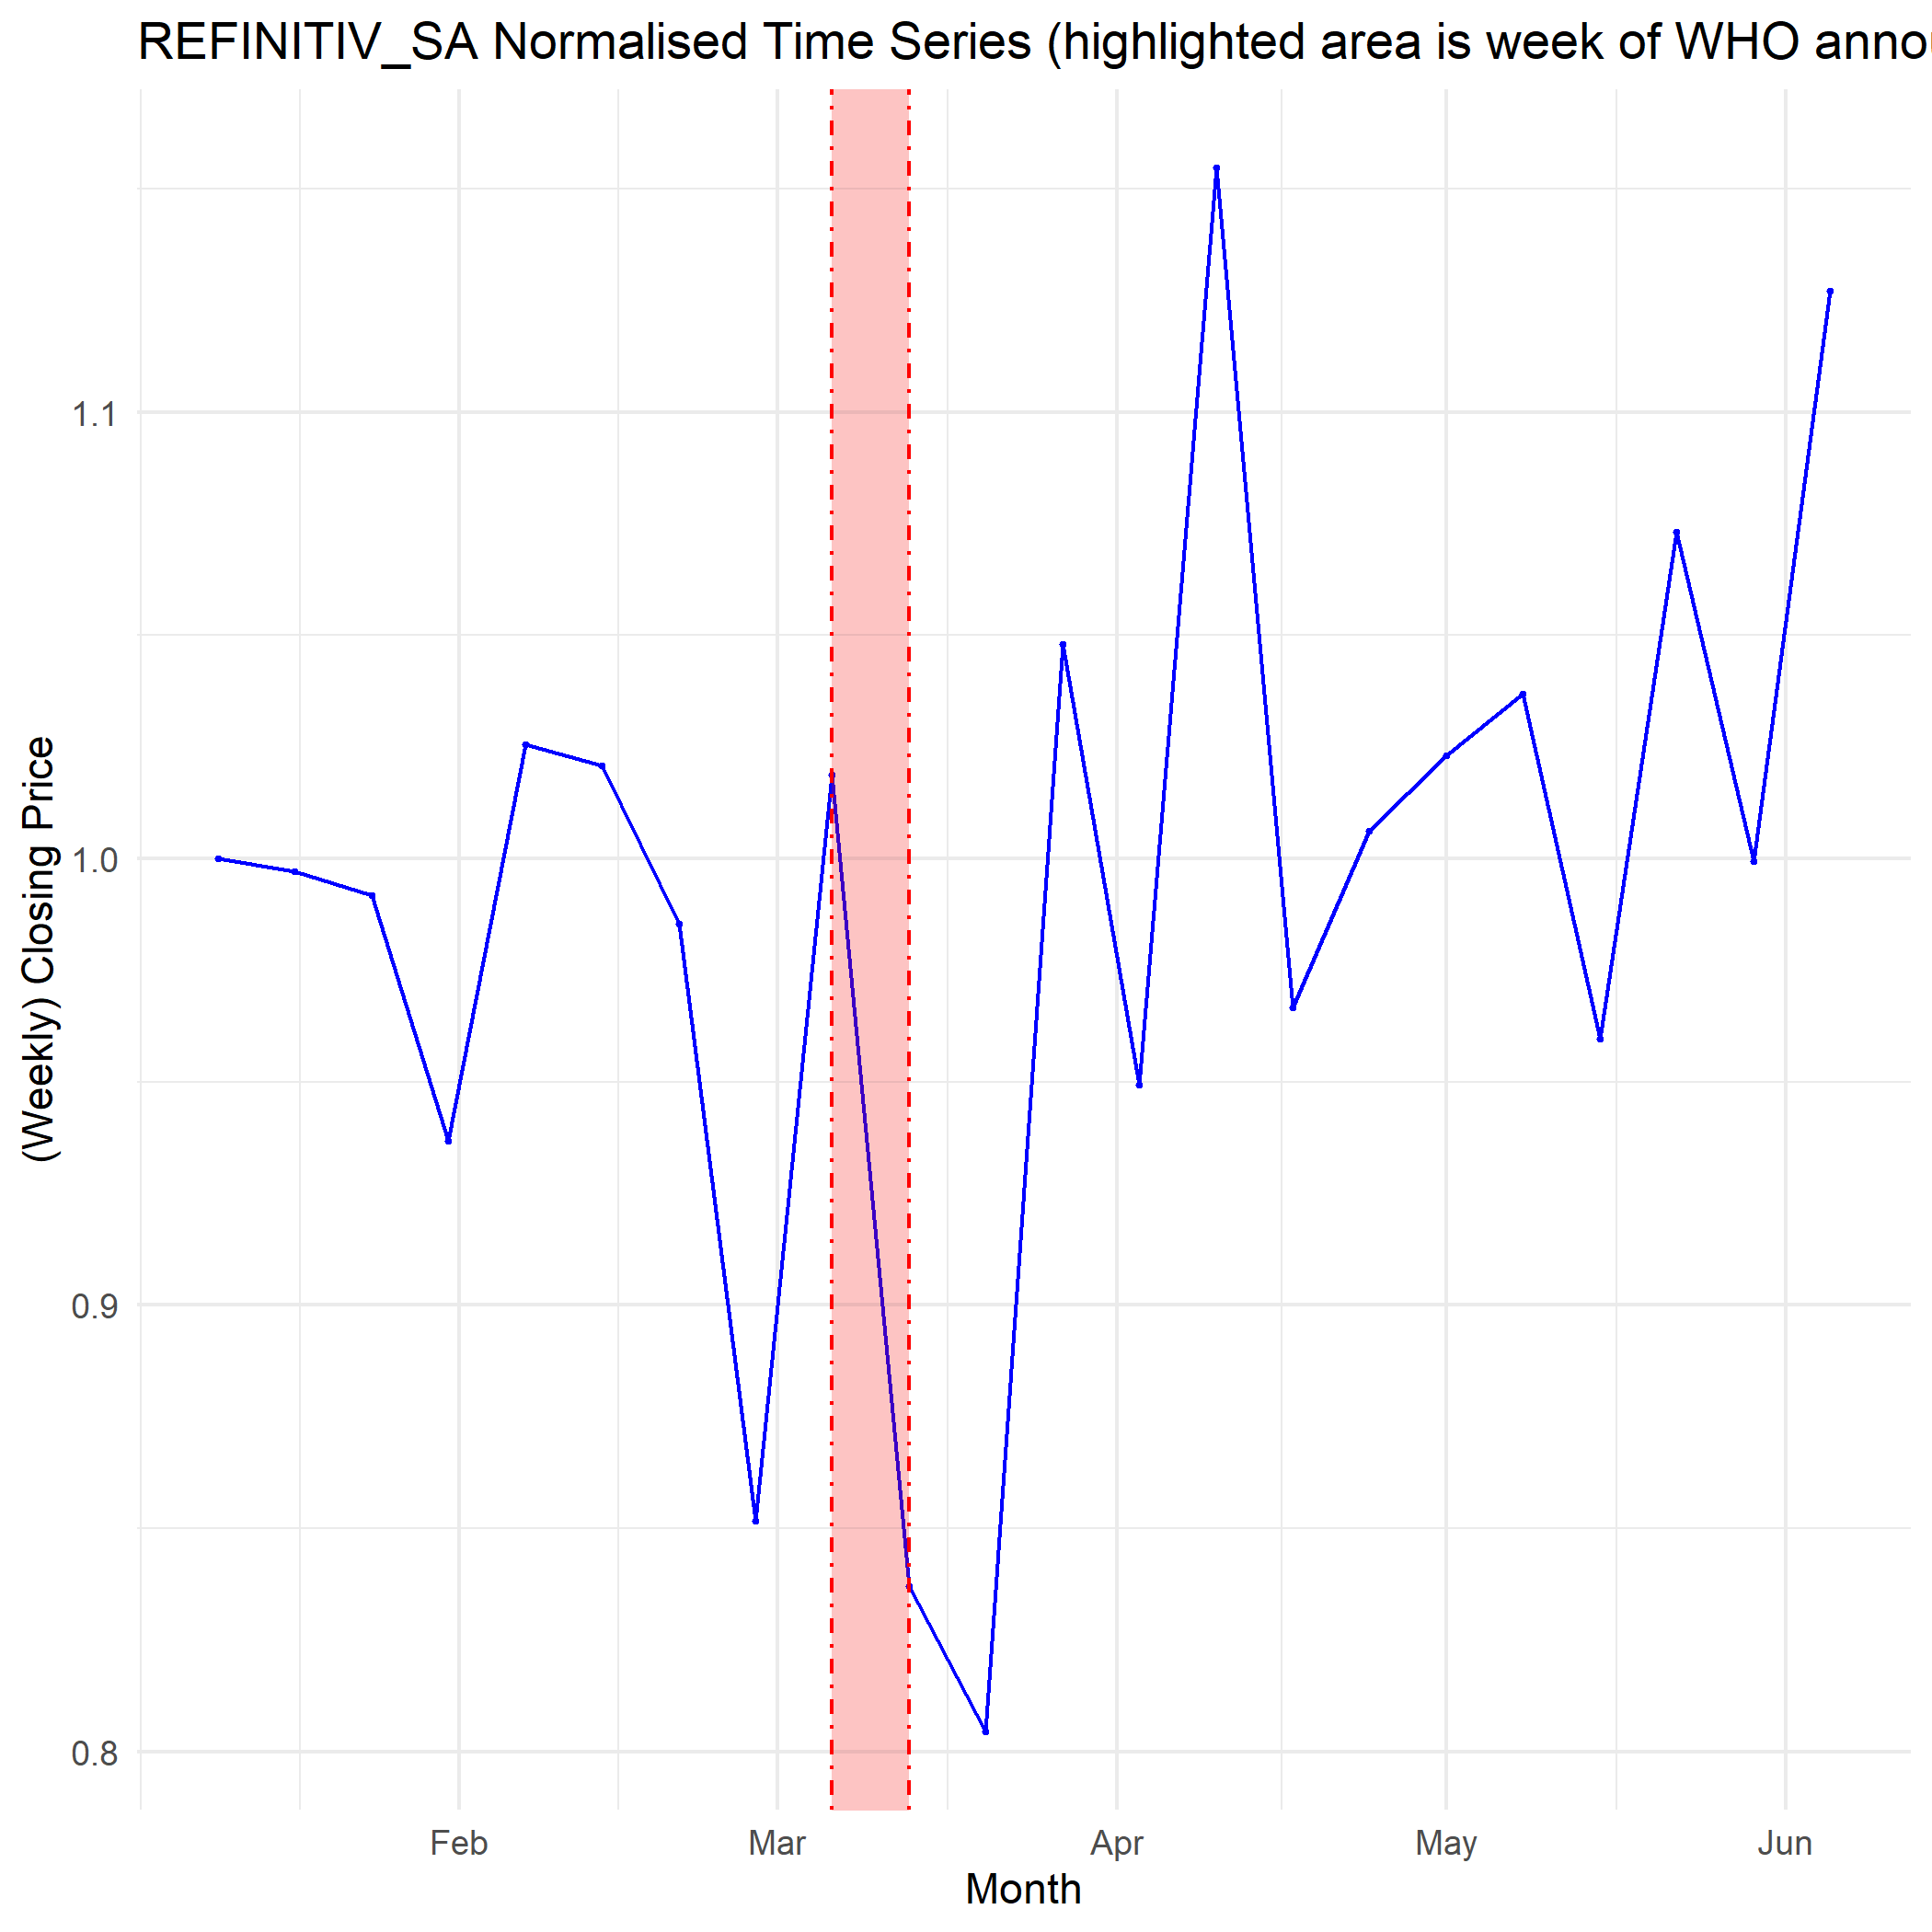 REFINITIV_SA Normalised Time Series (highlighted area is week of WHO
(Weekly) Closing Price
1.1
1.0
0.9
0.8
Feb Mar Apr May Jun
Month